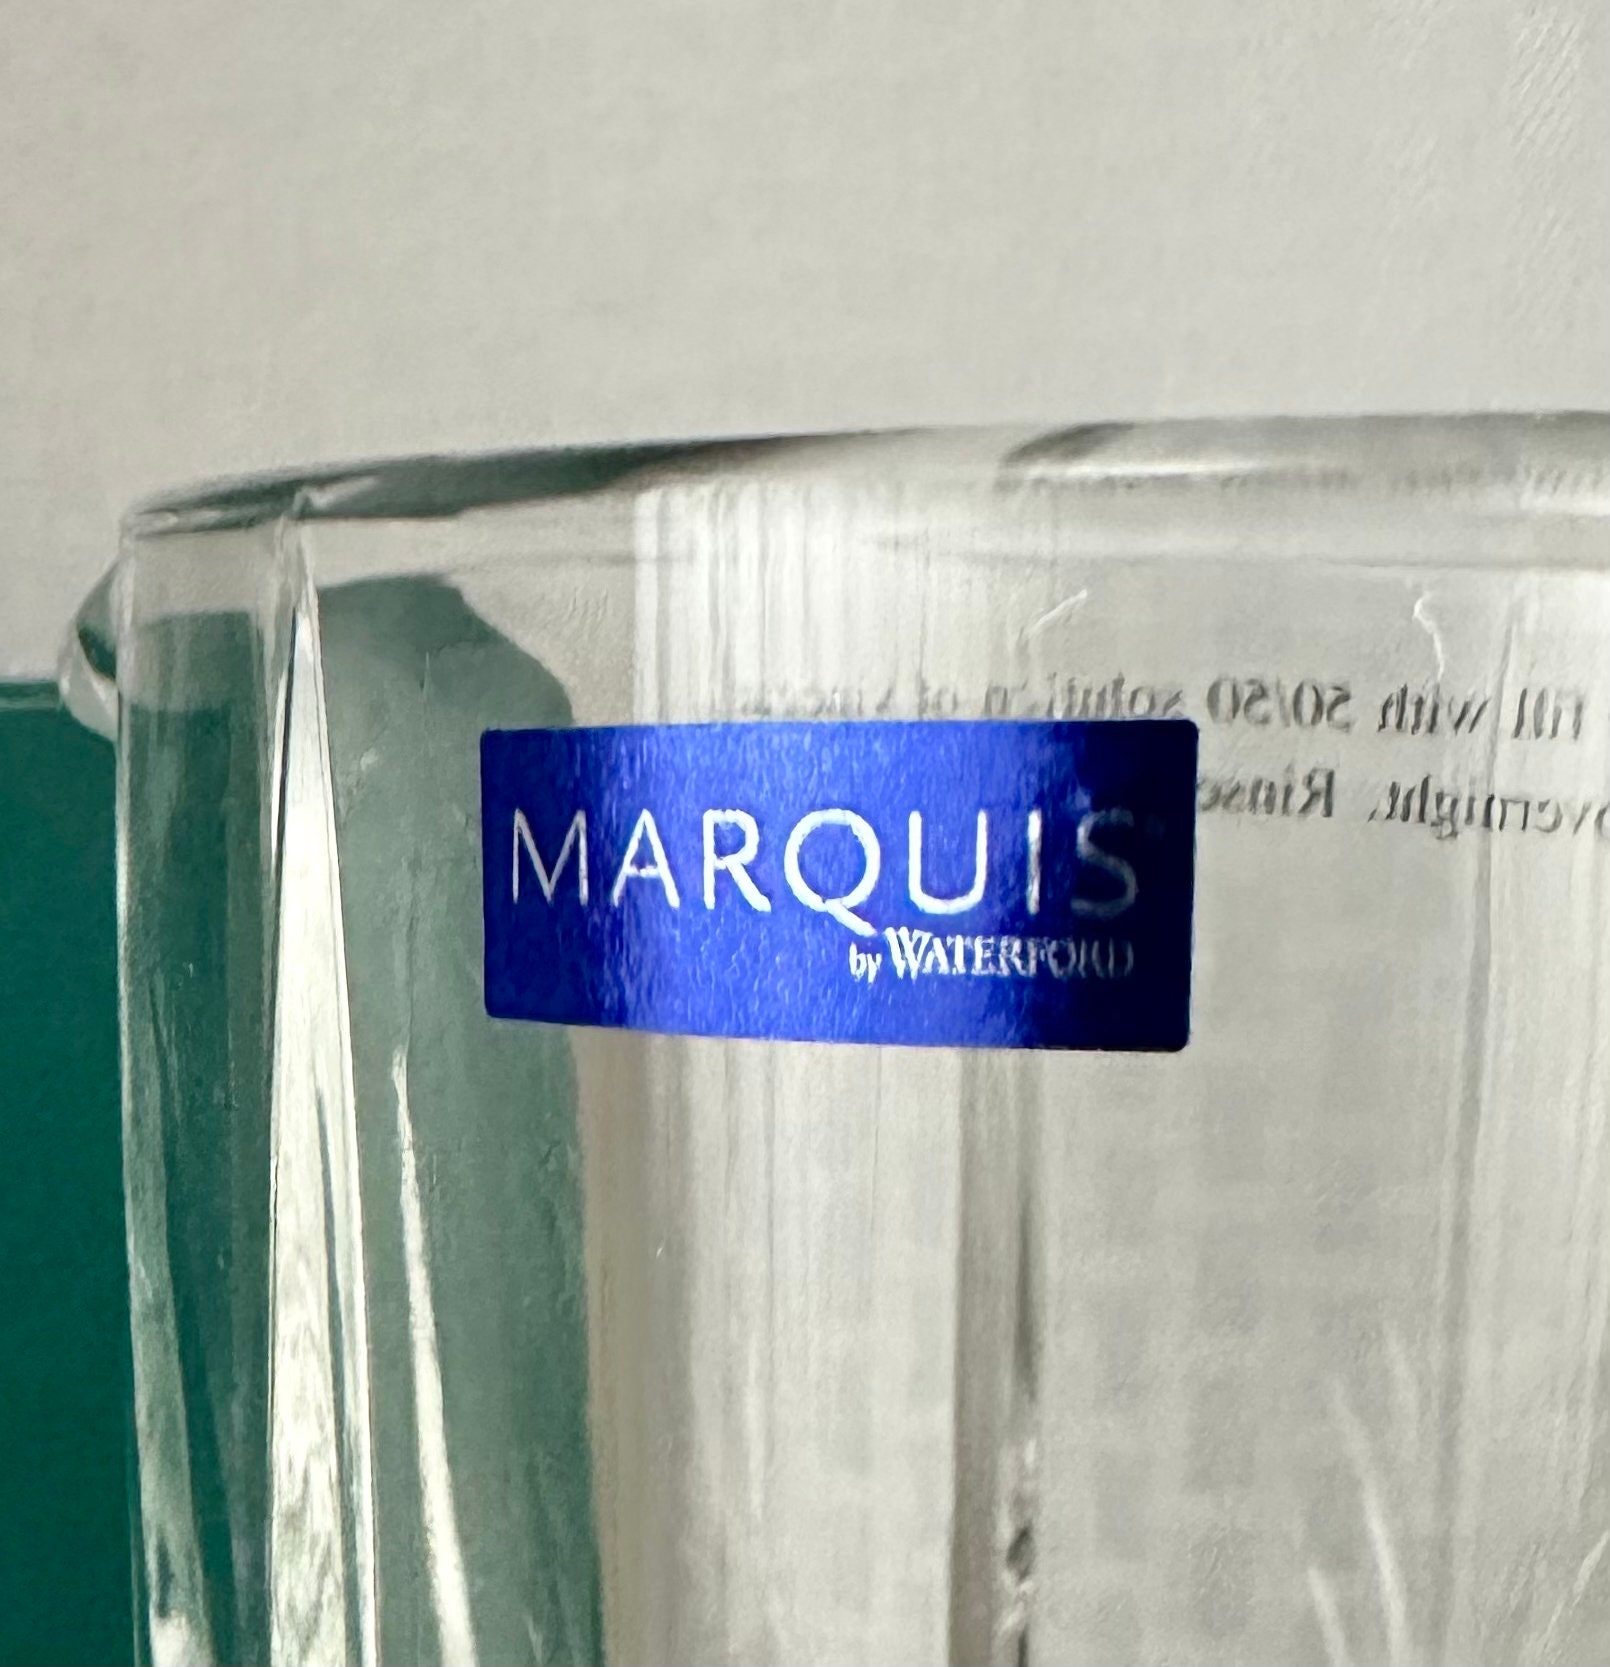 fill with 50/50 solution of
overnight. Rinse
MARQUIS
by WATERFORD